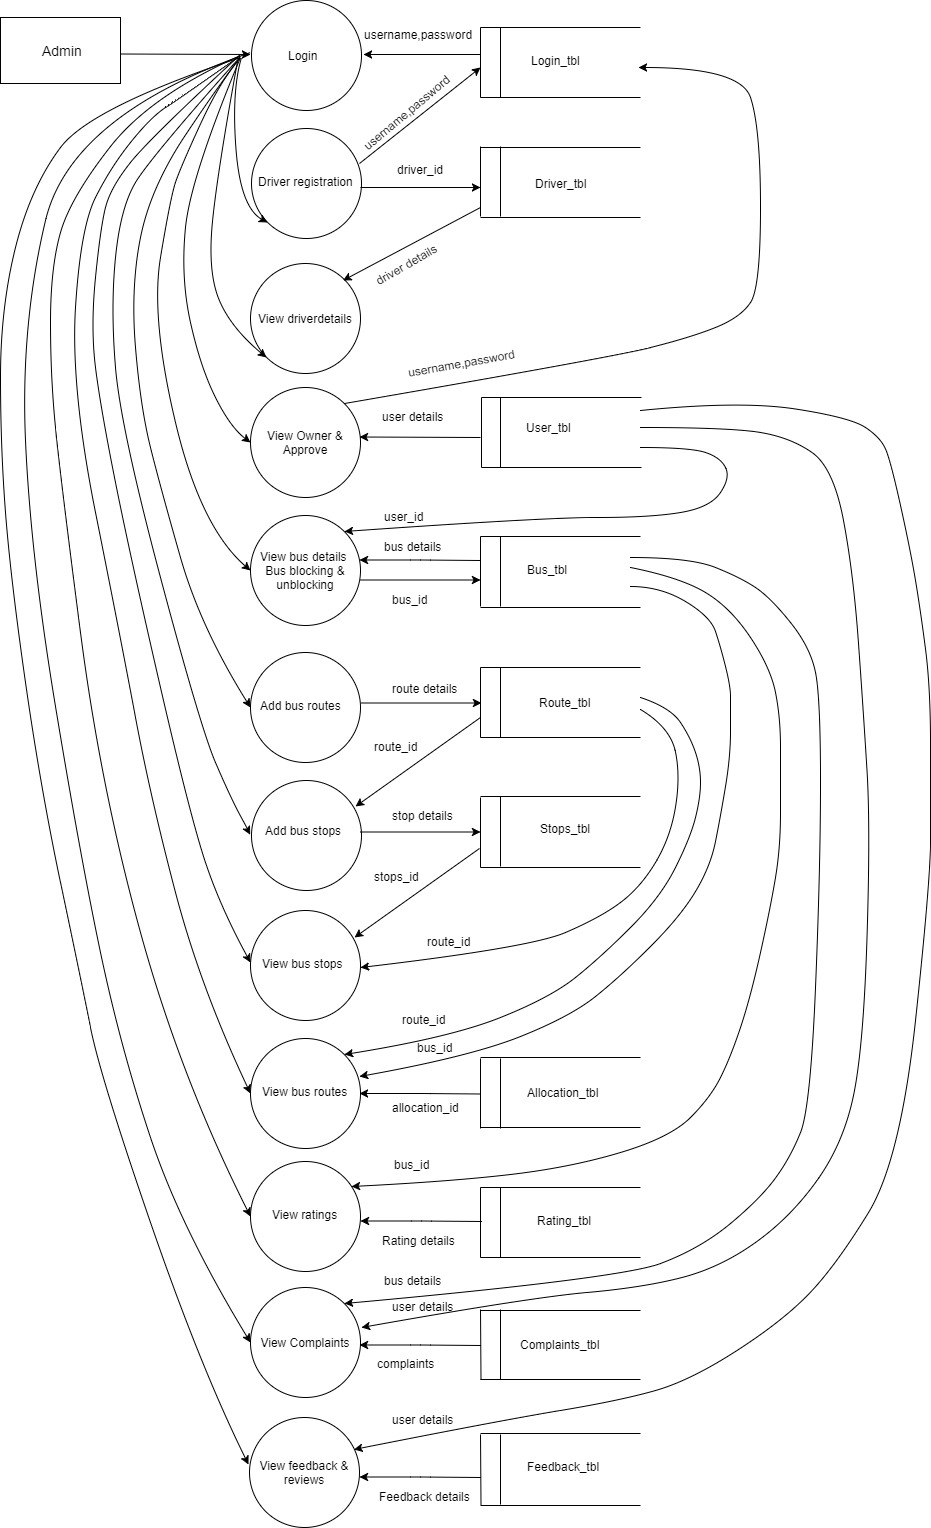 Admin
Login
username,password
Login_tbl
username,password
Driver registration
driver_id
Driver_tbl
driver details
View driverdetails
username,password
View Owner &
Approve
user details
User_tbl
user_id
View bus details
Bus blocking &
unblocking
bus details
Bus_tbl
bus_id
Add bus routes
route details
Route_tbl
route_id
Add bus stops
stop details
Stops_tbl
stops_id
View bus stops
route_id
route_id
bus_id
View bus routes
Allocation_tbl
allocation_id
bus_id
View ratings
Rating_tbl
Rating details
bus details
user details
View Complaints
Complaints_tbl
complaints
user details
View feedback &
reviews
Feedback_tbl
Feedback details